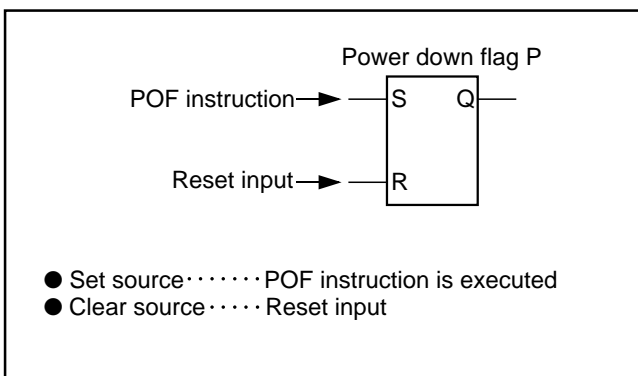 Power down flag P
POF instruction
S Q
Reset input
R
● Set source······· POF instruction is executed
● Clear source····· Reset input